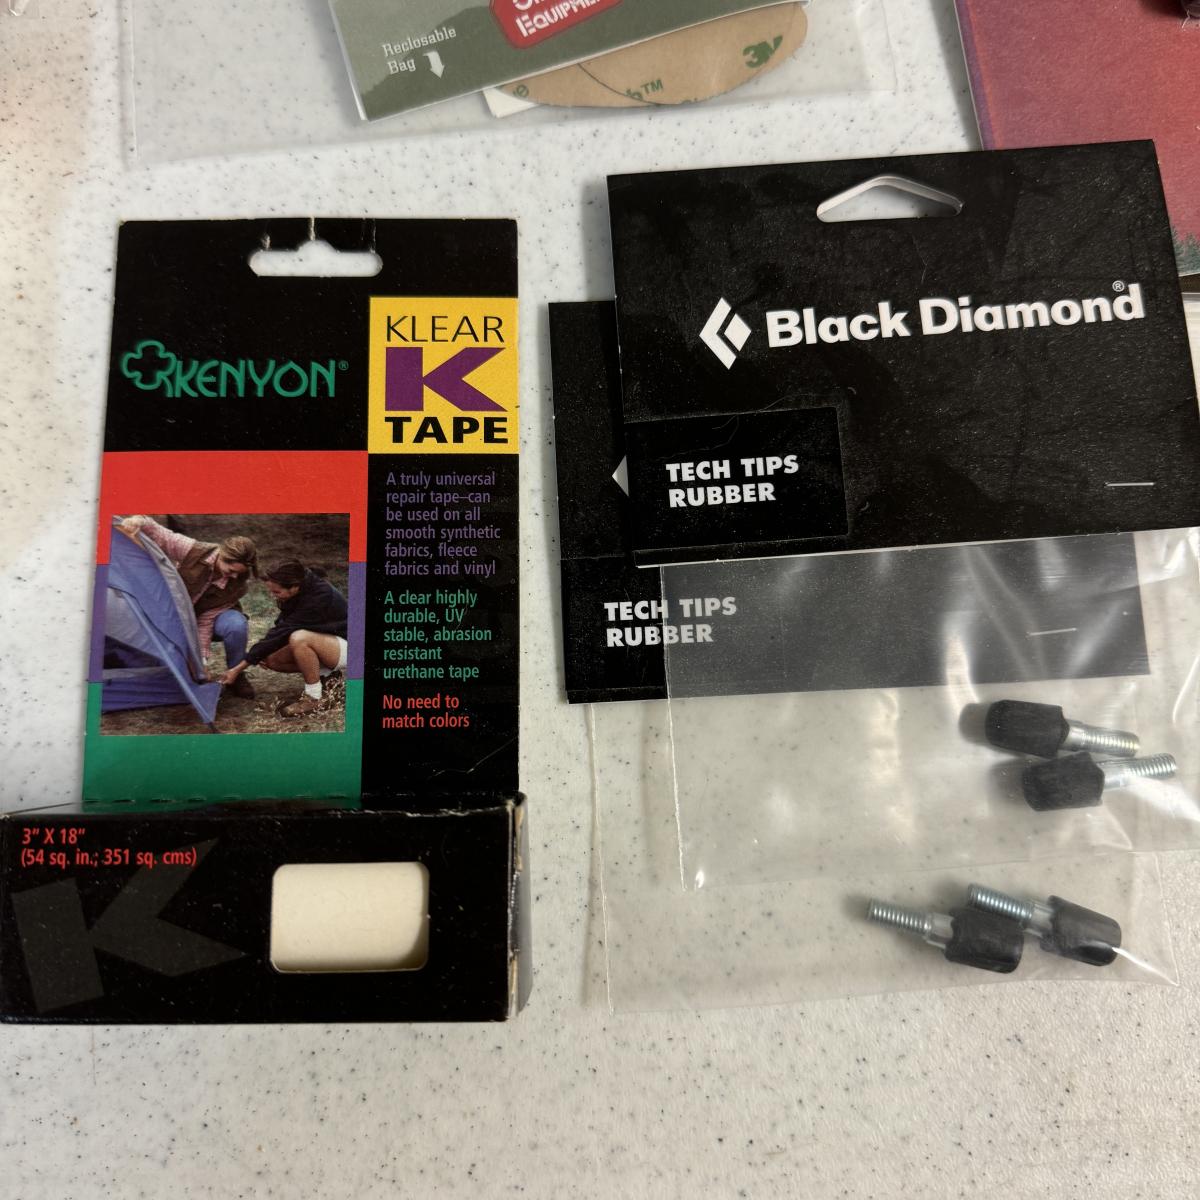 EQUIPMENT
Reclosable
Bag
3M
KENYON®
KLEAR
K
TAPE
A truly universal
repair tape–can
be used on all
smooth synthetic
fabrics, fleece
fabrics and vinyl
A clear highly
durable, UV
stable, abrasion
resistant
urethane tape
No need to
match colors
3" X 18"
(54 sq. in.; 351 sq. cms)
Black Diamond®
TECH TIPS
RUBBER
TECH TIPS
RUBBER